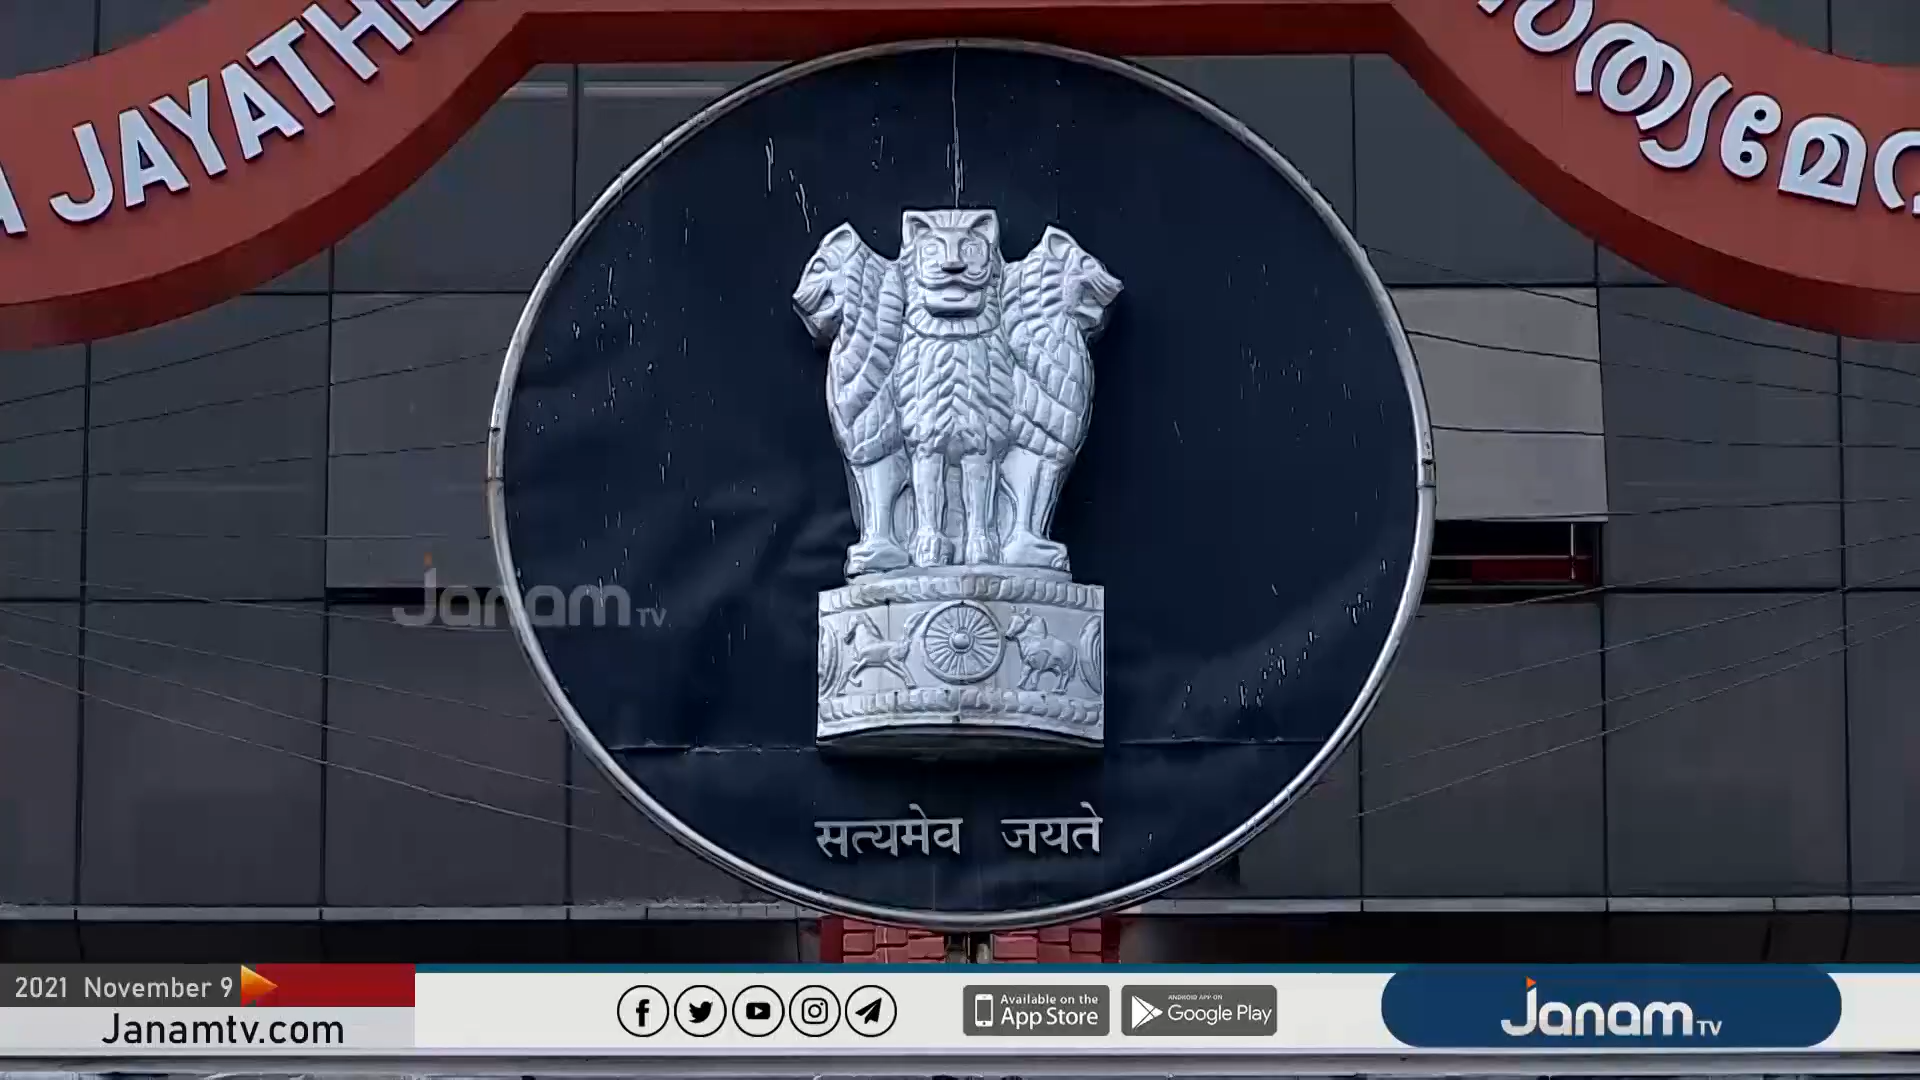 JAYATHE
സത്യമേവ
Janam TV
सत्यमेव जयते
2021 November 9
Janamtv.com
Available on the
App Store
ANDROID APP ON
Google Play
Janam TV